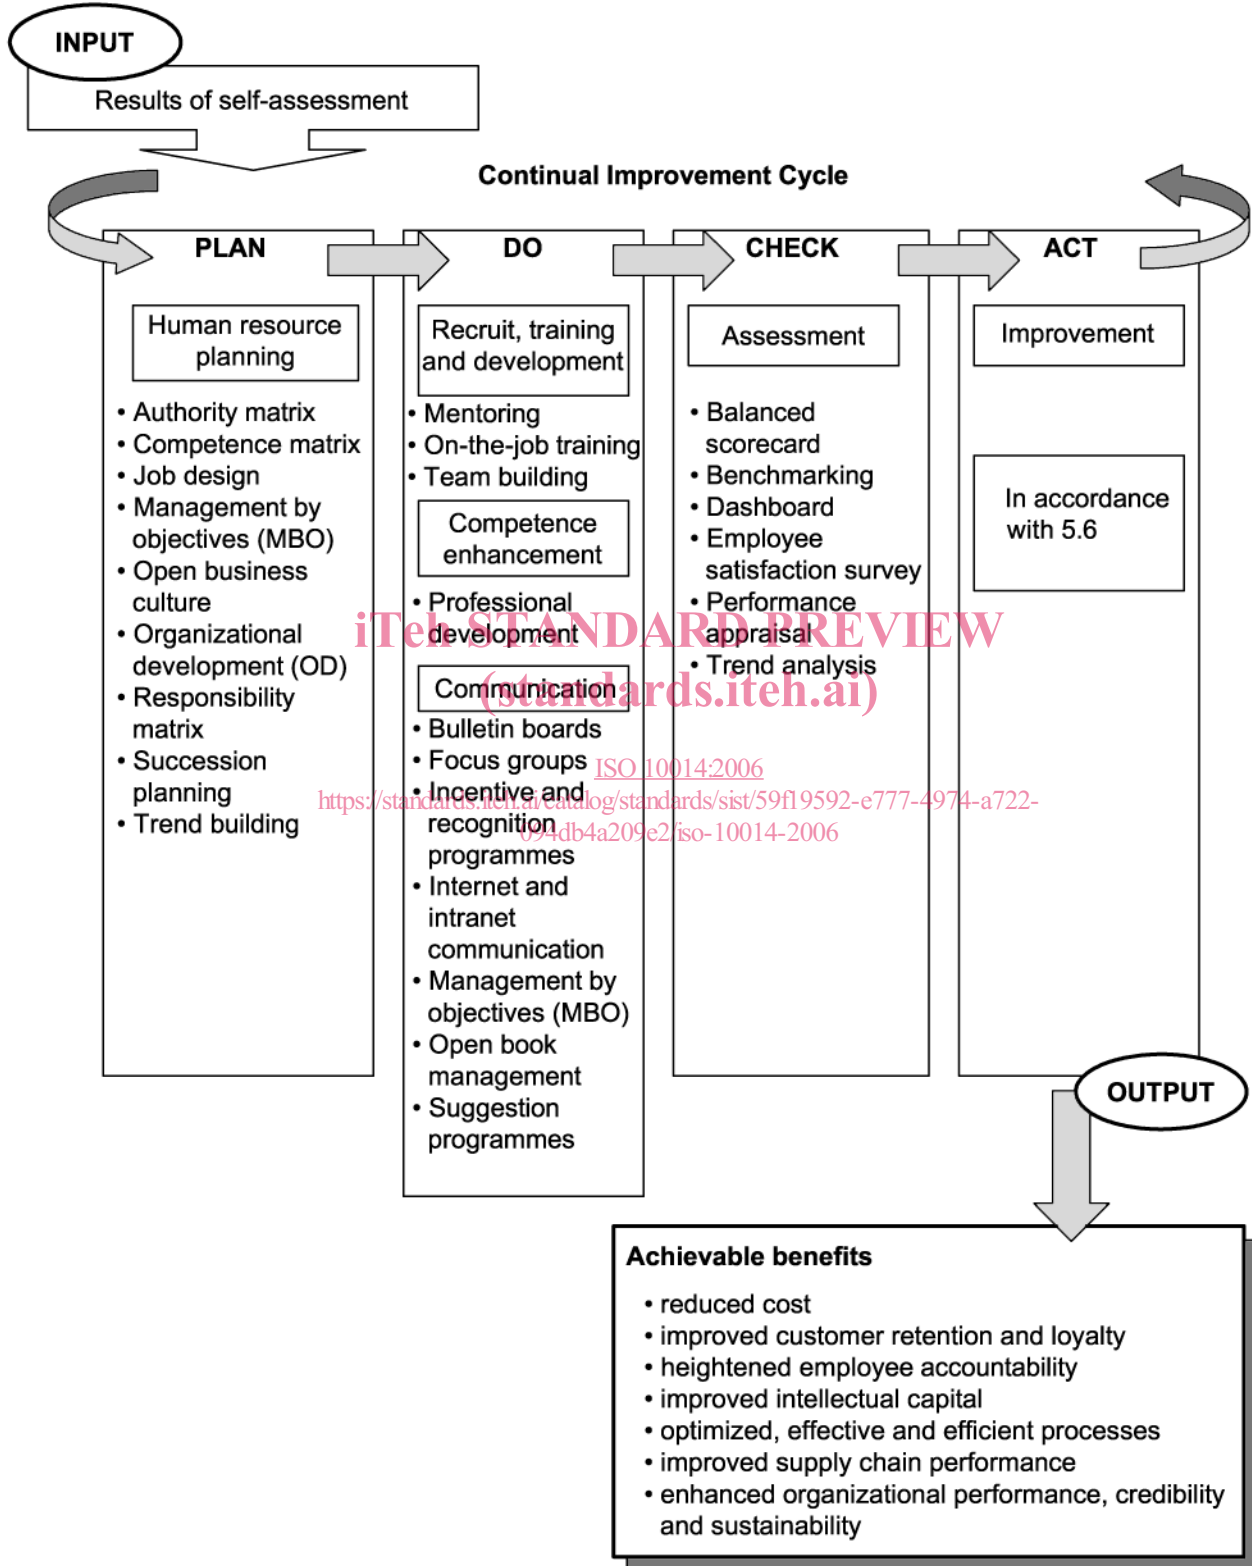 INPUT
Results of self-assessment
Continual Improvement Cycle
PLAN
Human resource
planning
• Authority matrix
• Competence matrix
• Job design
• Management by
objectives (MBO)
• Open business
culture
• Organizational
development (OD)
• Responsibility
matrix
• Succession
planning
• Trend building
DO
Recruit, training
and development
• Mentoring
• On-the-job training
• Team building
Competence
enhancement
• Professional
development
Communication
• Bulletin boards
• Focus groups
• Incentive and
recognition
programmes
• Internet and
intranet
communication
• Management by
objectives (MBO)
• Open book
management
• Suggestion
programmes
CHECK
Assessment
• Balanced
scorecard
• Benchmarking
• Dashboard
• Employee
satisfaction survey
• Performance
appraisal
• Trend analysis
ACT
Improvement
In accordance
with 5.6
iTeh STANDARD PREVIEW
(standards.iteh.ai)
ISO 10014:2006
https://standards.iteh.ai/catalog/standards/sist/59f19592-e777-4974-a722-
094db4a209e2/iso-10014-2006
OUTPUT
Achievable benefits
• reduced cost
• improved customer retention and loyalty
• heightened employee accountability
• improved intellectual capital
• optimized, effective and efficient processes
• improved supply chain performance
• enhanced organizational performance, credibility
and sustainability